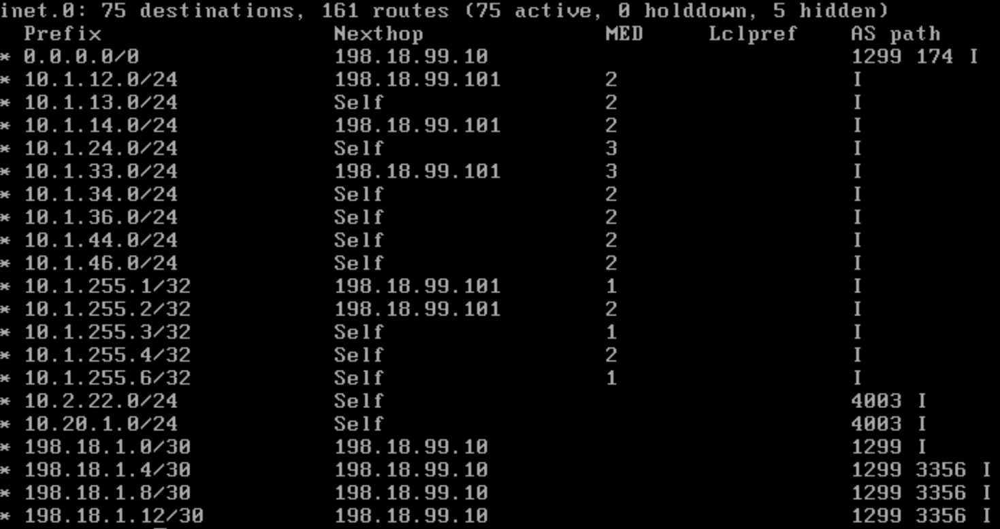 inet.0: 75 destinations, 161 routes (75 active, 0 holddown, 5 hidden)
  Prefix                  Nexthop              MED     Lclpref    AS path
* 0.0.0.0/0               198.18.99.10                            1299 174 I
* 10.1.12.0/24            198.18.99.101        2                  I
* 10.1.13.0/24            Self                 2                  I
* 10.1.14.0/24            198.18.99.101        2                  I
* 10.1.24.0/24            Self                 3                  I
* 10.1.33.0/24            198.18.99.101        3                  I
* 10.1.34.0/24            Self                 2                  I
* 10.1.36.0/24            Self                 2                  I
* 10.1.44.0/24            Self                 2                  I
* 10.1.46.0/24            Self                 2                  I
* 10.1.255.1/32           198.18.99.101        1                  I
* 10.1.255.2/32           198.18.99.101        2                  I
* 10.1.255.3/32           Self                 1                  I
* 10.1.255.4/32           Self                 2                  I
* 10.1.255.6/32           Self                 1                  I
* 10.2.22.0/24            Self                                    4003 I
* 10.20.1.0/24            Self                                    4003 I
* 198.18.1.0/30           198.18.99.10                            1299 I
* 198.18.1.4/30           198.18.99.10                            1299 3356 I
* 198.18.1.8/30           198.18.99.10                            1299 3356 I
* 198.18.1.12/30          198.18.99.10                            1299 3356 I